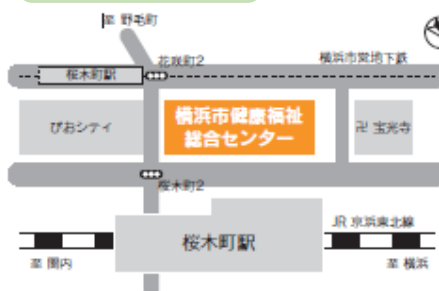 至 野毛町
花咲町2
横浜市営地下鉄
桜木町駅
ぴおシティ
横浜市健康福祉
総合センター
卍 宝光寺
桜木町2
桜木町駅
JR 京浜東北線
至 関内
至 横浜